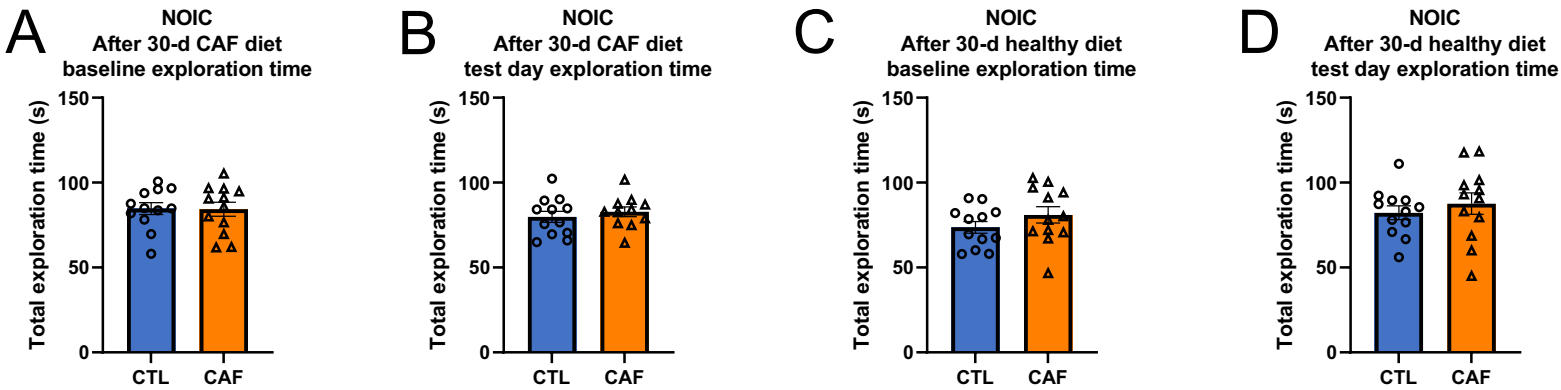 A
NOIC
After 30-d CAF diet
baseline exploration time
Total exploration time (s)
150
100
50
0
CTL
CAF
B
NOIC
After 30-d CAF diet
test day exploration time
Total exploration time (s)
150
100
50
0
CTL
CAF
C
NOIC
After 30-d healthy diet
baseline exploration time
Total exploration time (s)
150
100
50
0
CTL
CAF
D
NOIC
After 30-d healthy diet
test day exploration time
Total exploration time (s)
150
100
50
0
CTL
CAF